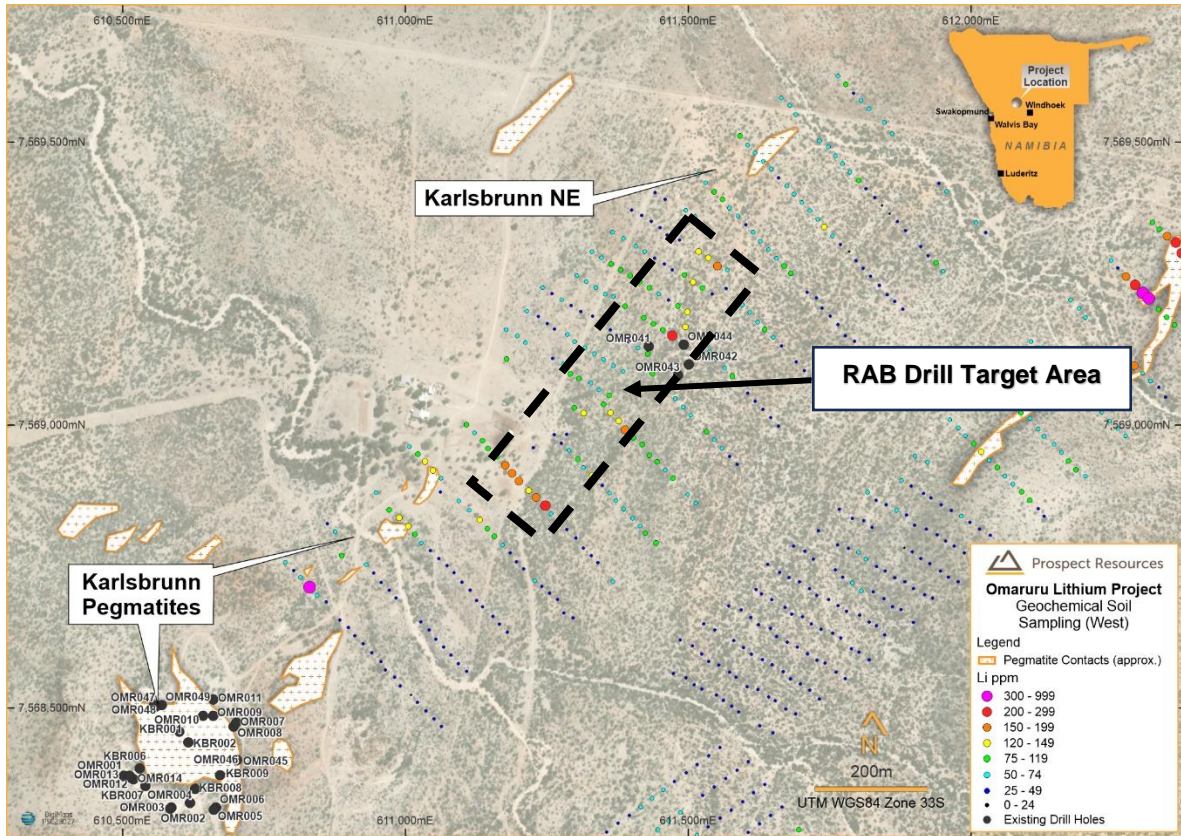 610,500mE
611,000mE
611,500mE
612,000mE
7,569,500mN
7,569,500mN
Project
Location
Swakopmund
Windhoek
Walvis Bay
NAMIBIA
Luderitz
Karlsbrunn NE
OMR041
OMR044
OMR042
OMR043
RAB Drill Target Area
7,569,000mN
7,569,000mN
Karlsbrunn
Pegmatites
OMR047
OMR049
OMR011
OMR048
OMR009
7,568,500mN
OMR010
OMR007
KBR001
OMR008
KBR002
KBR006
OMR046
OMR045
OMR001
OMR013
OMR014
KBR009
OMR012
KBR008
KBR007
OMR004
OMR006
OMR003
OMR002
OMR005
610,500mE
611,000mE
611,500mE
N
200m
UTM WGS84 Zone 33S
Prospect Resources
Omaruru Lithium Project
Geochemical Soil
Sampling (West)
Legend
Pegmatite Contacts (approx.)
Li ppm
300 - 999
200 - 299
150 - 199
120 - 149
75 - 119
50 - 74
25 - 49
0 - 24
Existing Drill Holes